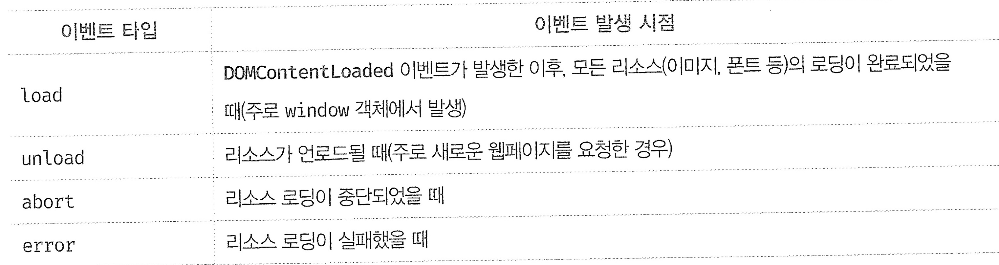 이벤트 타입 이벤트 발생 시점
load DOMContentLoaded 이벤트가 발생한 이후, 모든 리소스(이미지, 폰트 등)의 로딩이 완료되었을
때(주로 window 객체에서 발생)
unload 리소스가 언로드될 때(주로 새로운 웹페이지를 요청한 경우)
abort 리소스 로딩이 중단되었을 때
error 리소스 로딩이 실패했을 때